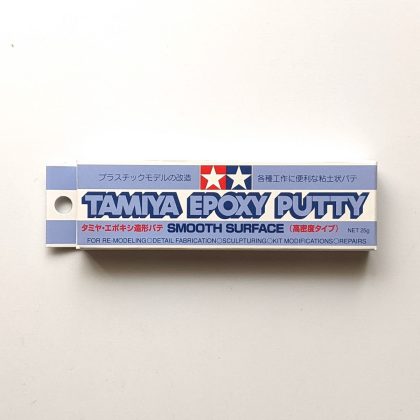 プラスチックモデルの改造 各種工作に便利な粘土状パテ
TAMIYA EPOXY PUTTY
タミヤ・エポキシ造形パテ SMOOTH SURFACE (高密度タイプ) NET 25g
FOR RE-MODELING○DETAIL FABRICATION○SCULPTURING○KIT MODIFICATIONS○REPAIRS